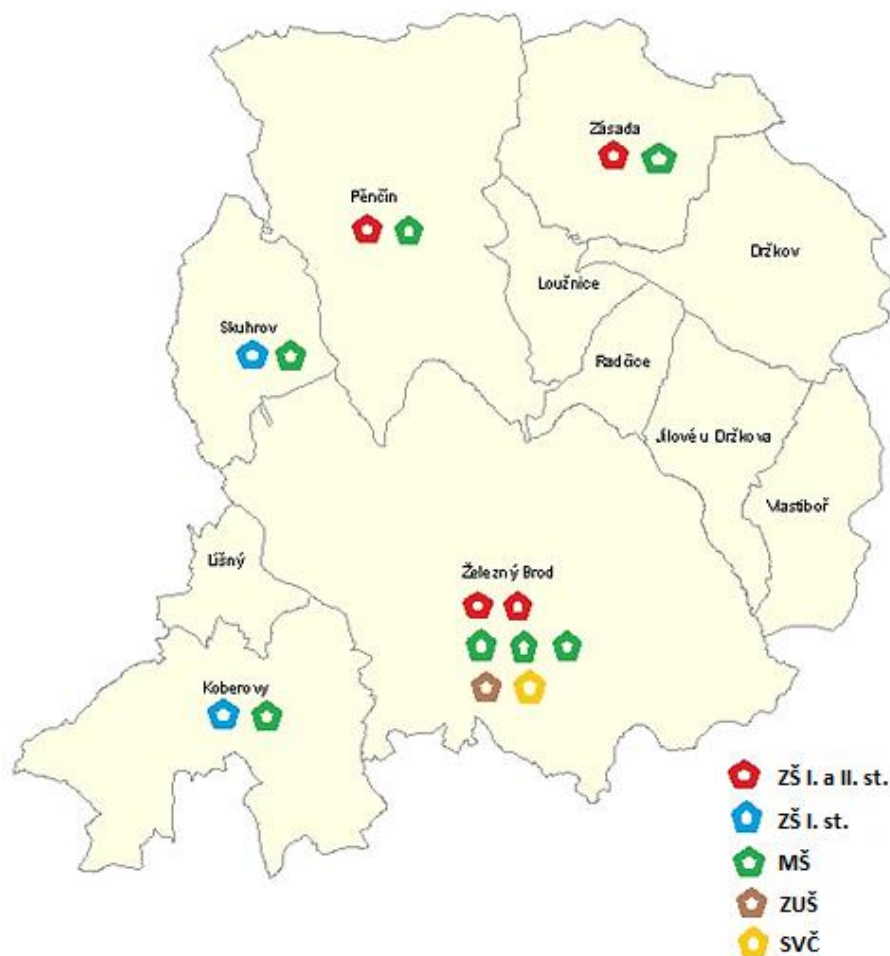 Zásada
Pěnčín
Držkov
Loužnice
Skuhrov
Radčice
Jílové u Držkova
Vlastiboř
Líšný
Železný Brod
Koberovy
ZŠ I. a II. st.
ZŠ I. st.
MŠ
ZUŠ
SVČ